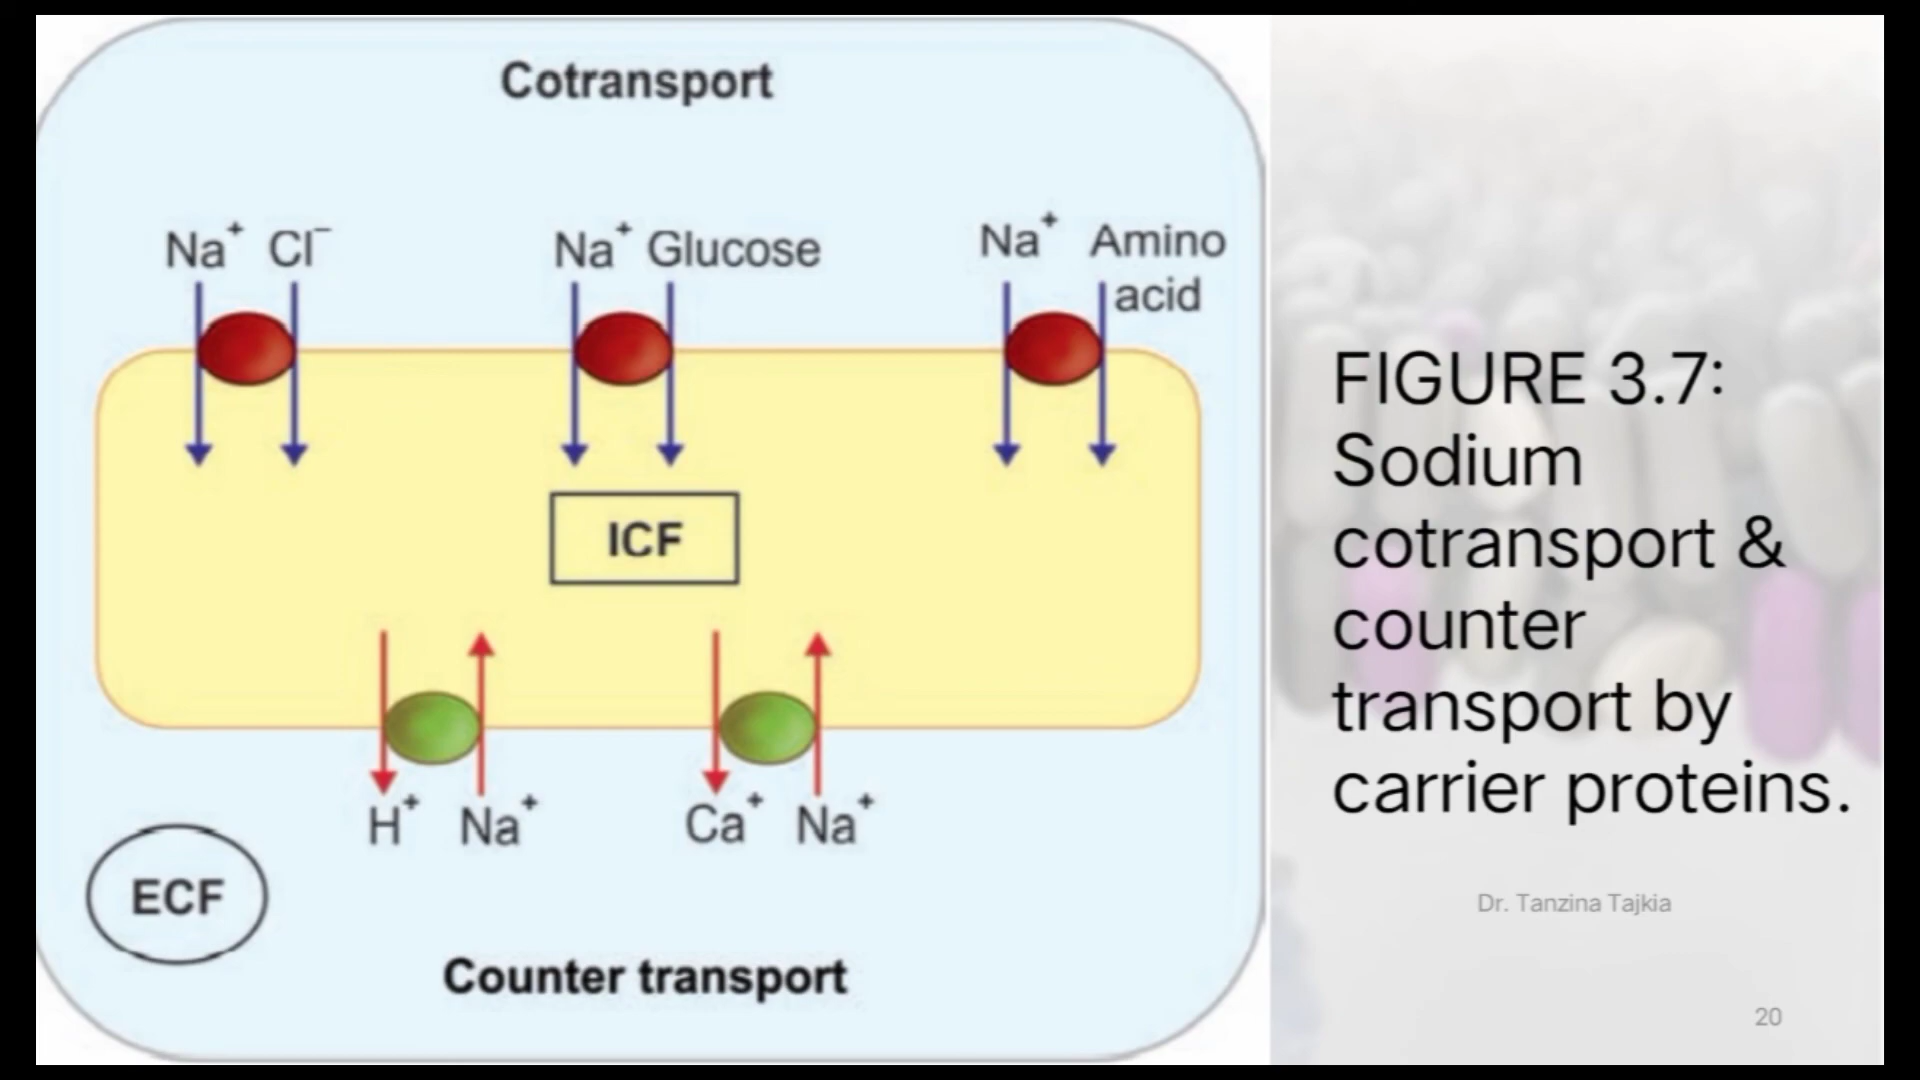 Cotransport
Na⁺ Cl⁻
Na⁺ Glucose
Na⁺ Amino
acid
ICF
H⁺ Na⁺
Ca⁺ Na⁺
ECF
Counter transport
FIGURE 3.7:
Sodium
cotransport &
counter
transport by
carrier proteins.
Dr. Tanzina Tajkia
20